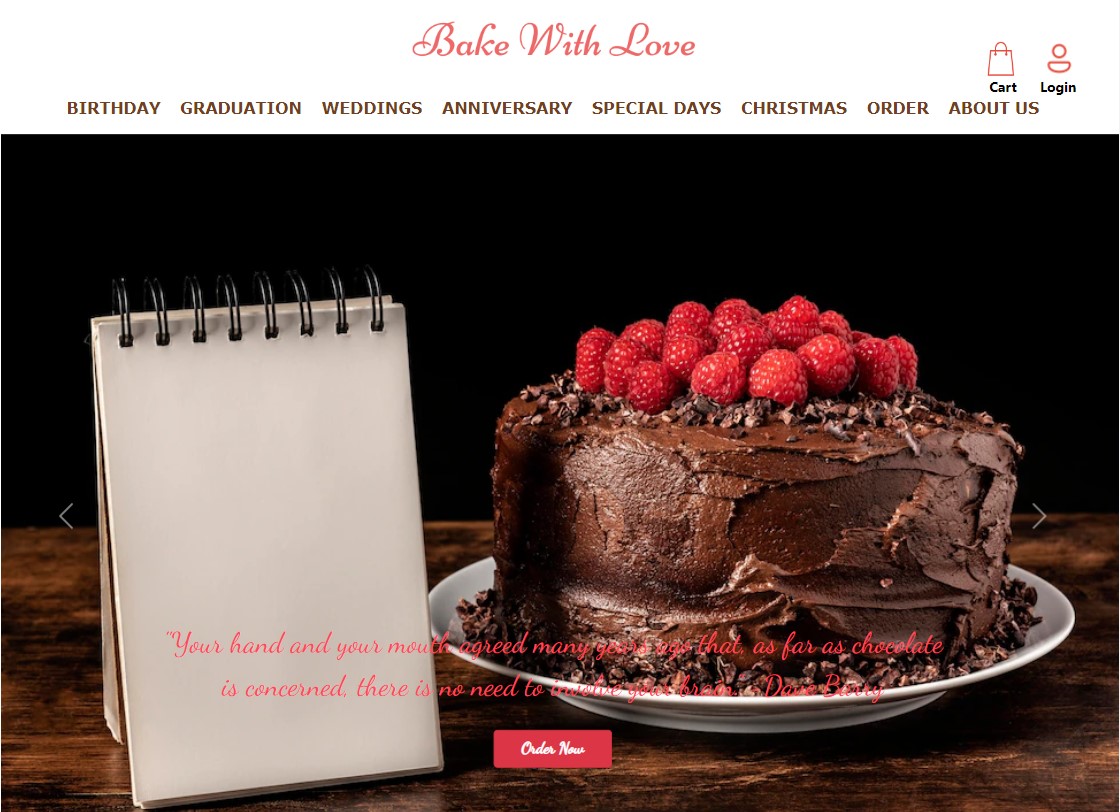 Bake With Love
Cart
Login
BIRTHDAY GRADUATION WEDDINGS ANNIVERSARY SPECIAL DAYS CHRISTMAS ORDER ABOUT US
"Your hand and your mouth agreed many years ago that, as far as chocolate
is concerned, there is no need to involve your brain." - Dave Barry
Order Now